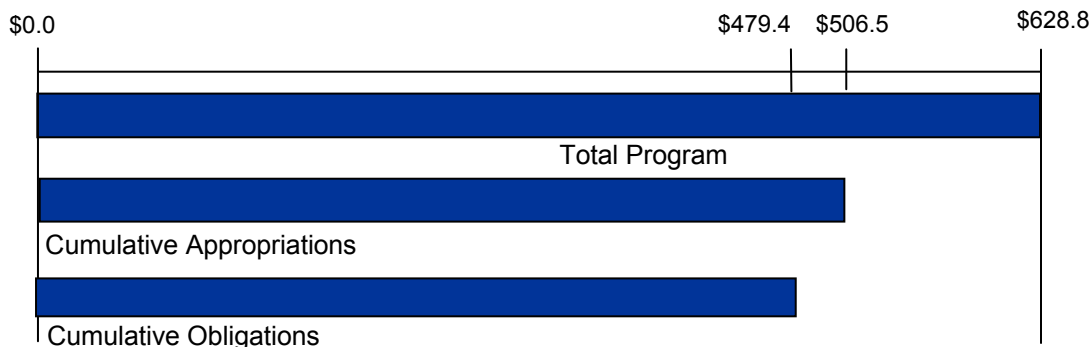 $0.0 $479.4 $506.5 $628.8
Total Program
Cumulative Appropriations
Cumulative Obligations